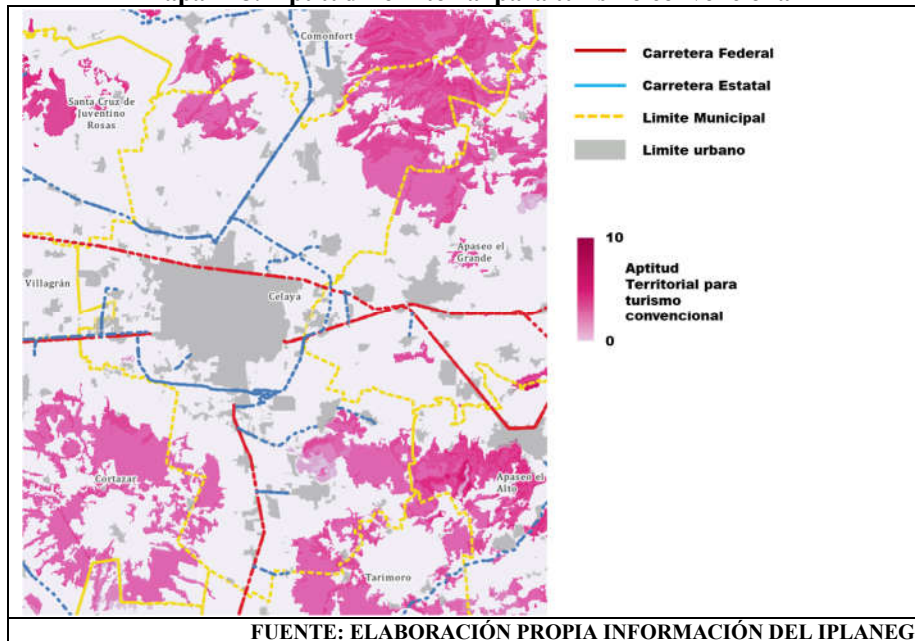 Comonfort
Santa Cruz de
Juventino
Rosas
Apaseo el
Grande
Villagrán
Celaya
Cortazar
Apaseo el
Alto
Tarimoro
Carretera Federal
Carretera Estatal
Limite Municipal
Limite urbano
10
Aptitud
Territorial para
turismo
convencional
0
FUENTE: ELABORACIÓN PROPIA INFORMACIÓN DEL IPLANEG